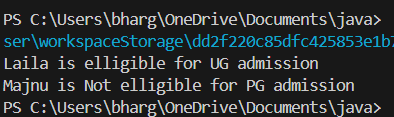 PS C:\Users\bharg\OneDrive\Documents\java>
ser\workspaceStorage\dd2f220c85dfc425853e1b7
Laila is elligible for UG admission
Majnu is Not elligible for PG admission
PS C:\Users\bharg\OneDrive\Documents\java>